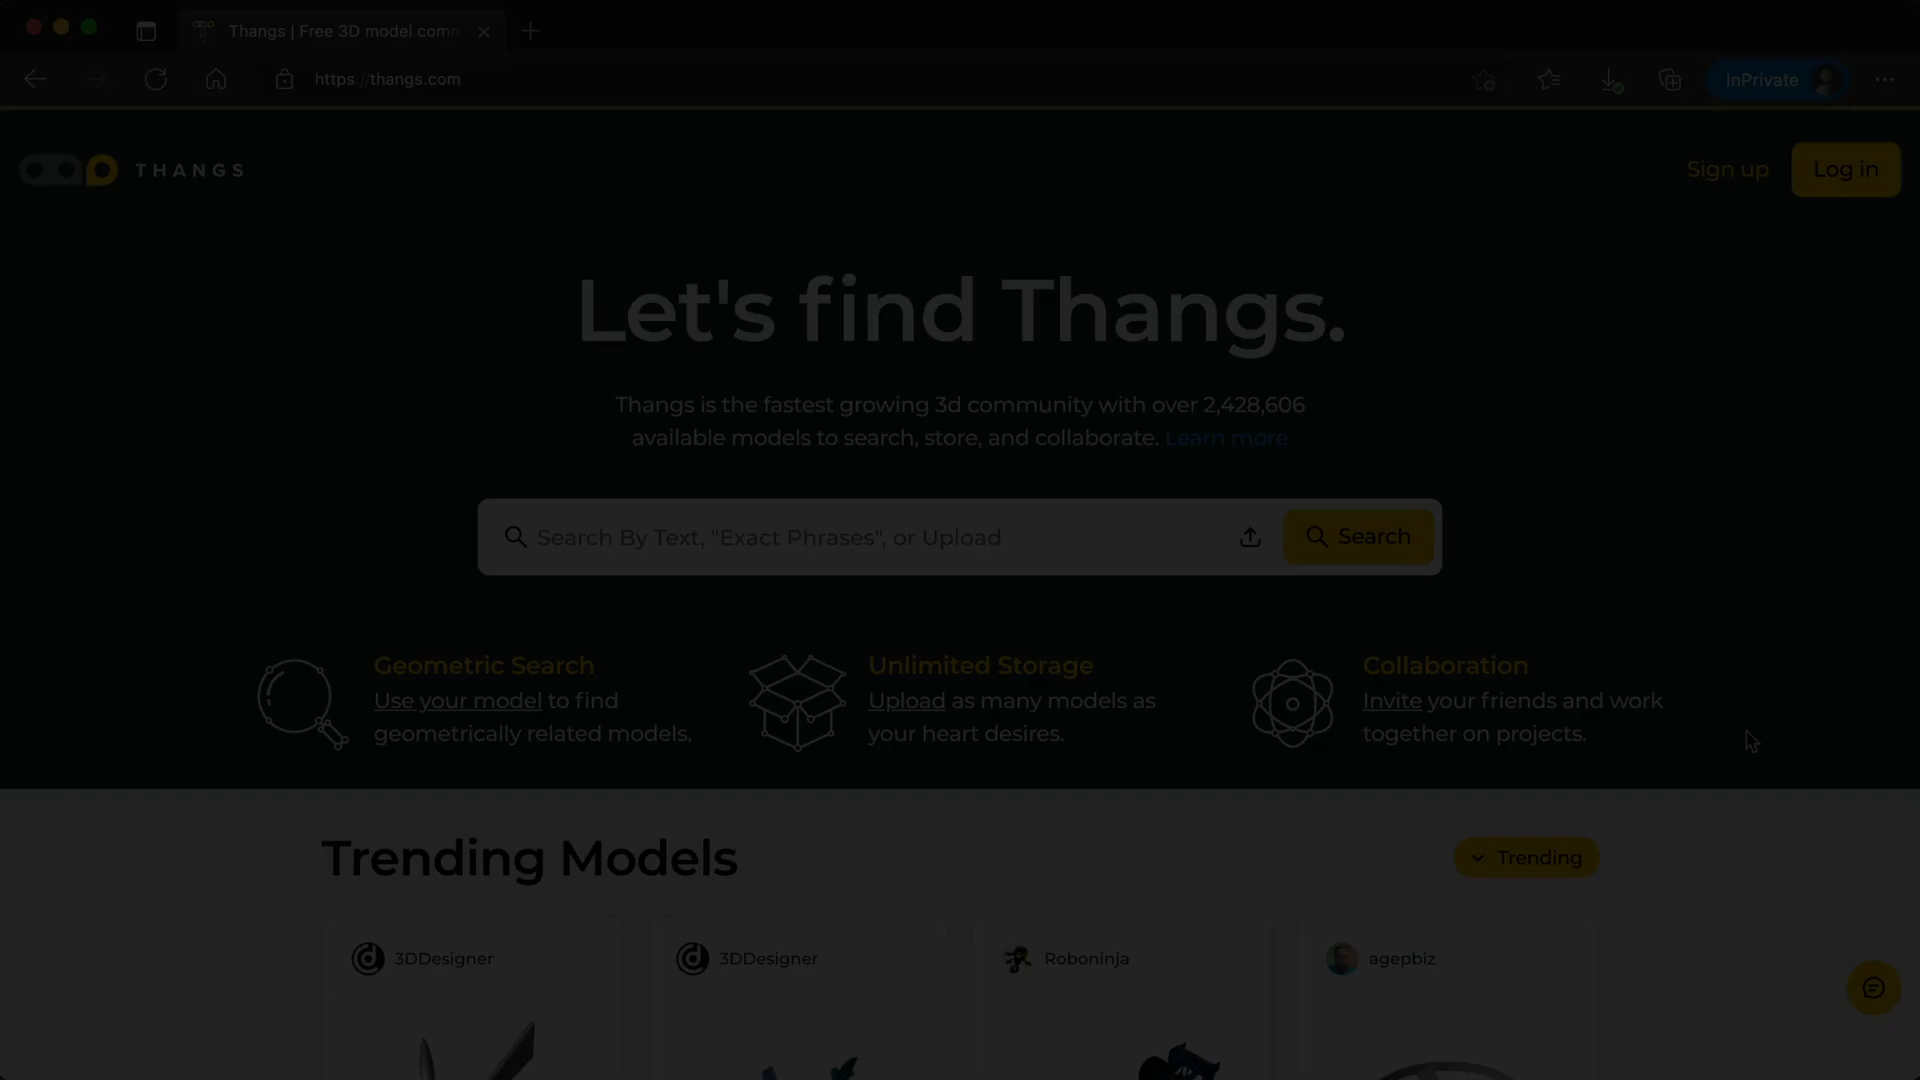 Thangs | Free 3D model comm
https://thangs.com
InPrivate
THANGS
Sign up
Log in
Let's find Thangs.
Thangs is the fastest growing 3d community with over 2,428,606
available models to search, store, and collaborate. Learn more
Search By Text, "Exact Phrases", or Upload
Search
Geometric Search
Use your model to find
geometrically related models.
Unlimited Storage
Upload as many models as
your heart desires.
Collaboration
Invite your friends and work
together on projects.
Trending Models
Trending
3DDesigner
3DDesigner
Roboninja
agepbiz